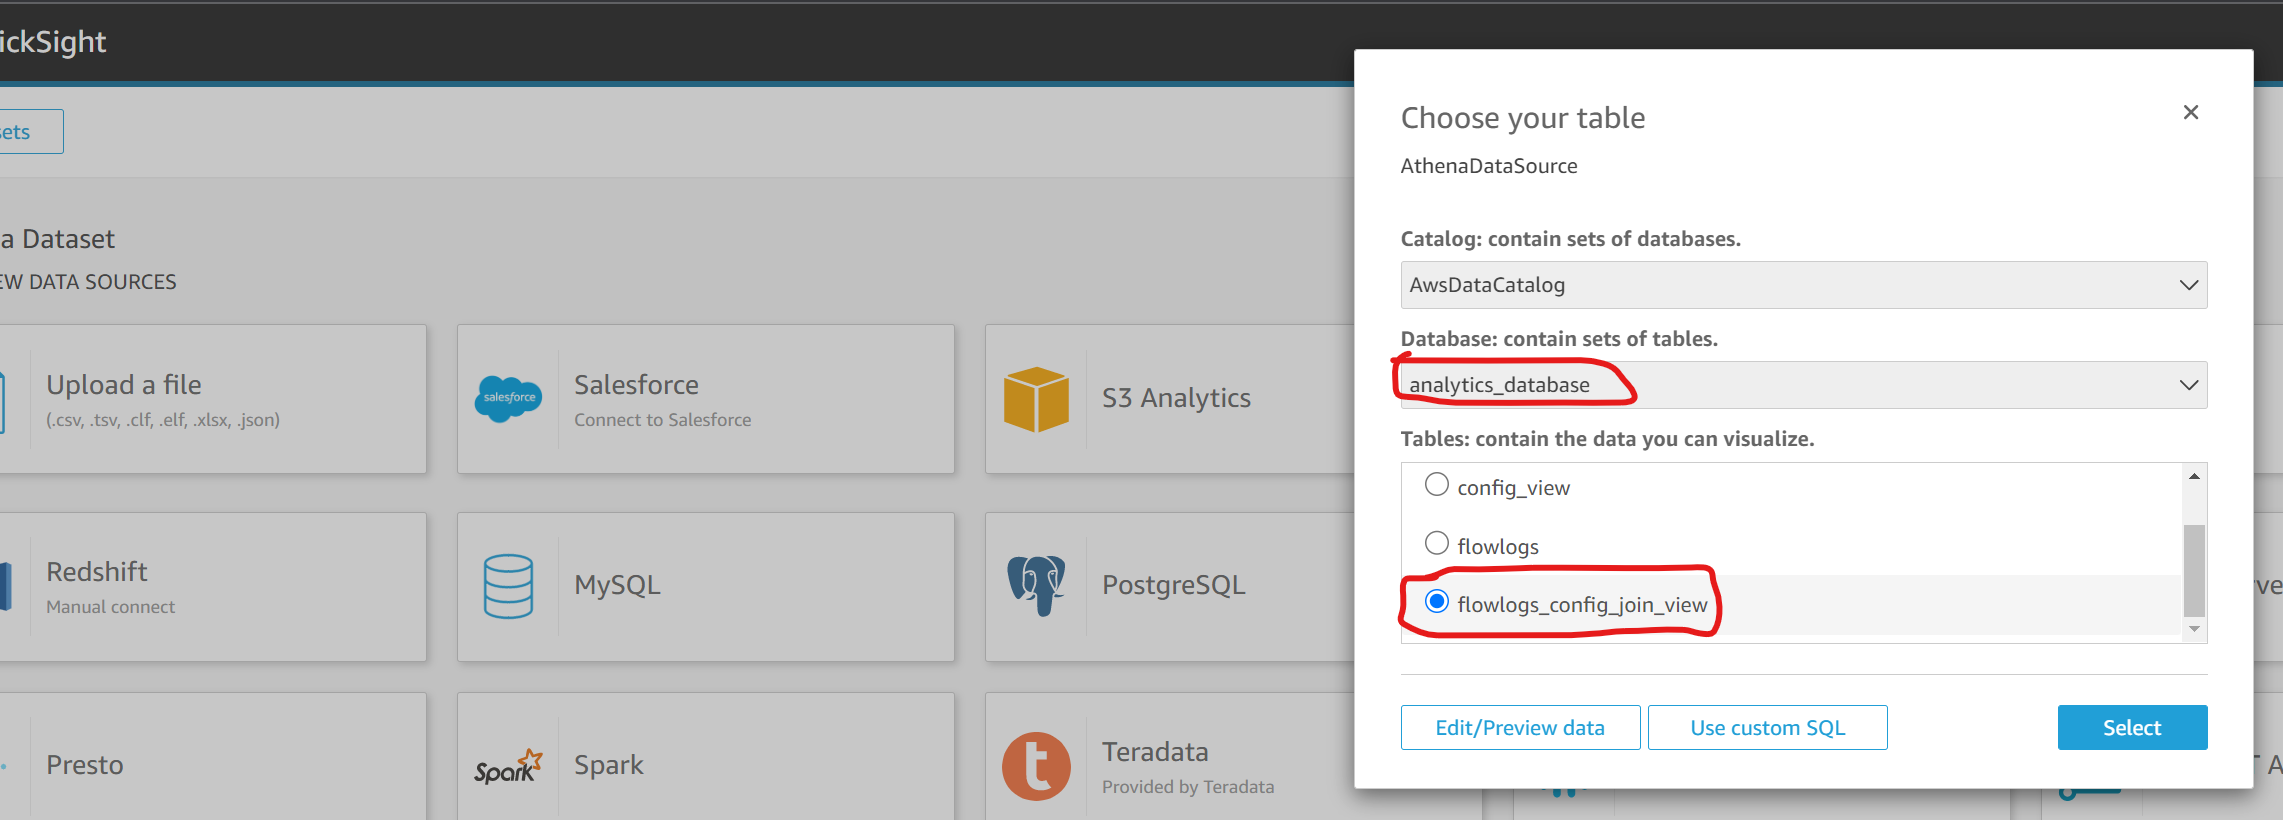 ickSight
sets
a Dataset
EW DATA SOURCES
Upload a file
(.csv, .tsv, .clf, .elf, .xlsx, .json)
salesforce
Salesforce
Connect to Salesforce
S3 Analytics
Redshift
Manual connect
MySQL
PostgreSQL
Presto
Spark
Spark
t
Teradata
Provided by Teradata
Choose your table
AthenaDataSource
Catalog: contain sets of databases.
AwsDataCatalog
Database: contain sets of tables.
analytics_database
Tables: contain the data you can visualize.
config_view
flowlogs
flowlogs_config_join_view
Edit/Preview data
Use custom SQL
Select